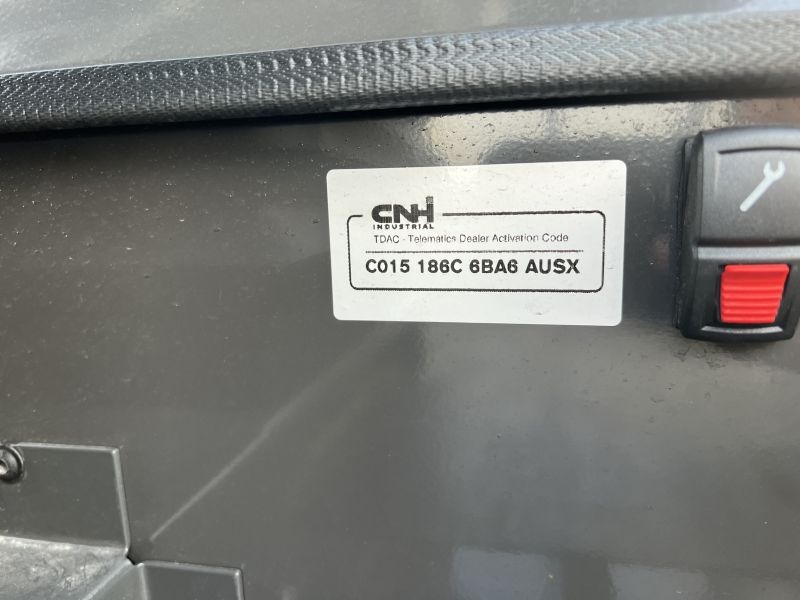 CNH
INDUSTRIAL
TDAC - Telematics Dealer Activation Code
C015 186C 6BA6 AUSX